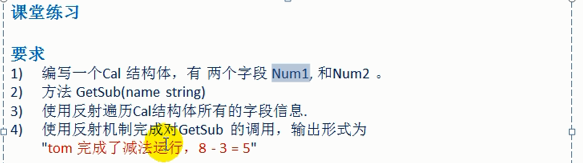 课堂练习
要求
1) 编写一个Cal 结构体，有 两个字段 Num1, 和Num2 。
2) 方法 GetSub(name string)
3) 使用反射遍历Cal结构体所有的字段信息.
4) 使用反射机制完成对GetSub 的调用，输出形式为
"tom 完成了减法运行，8 - 3 = 5"